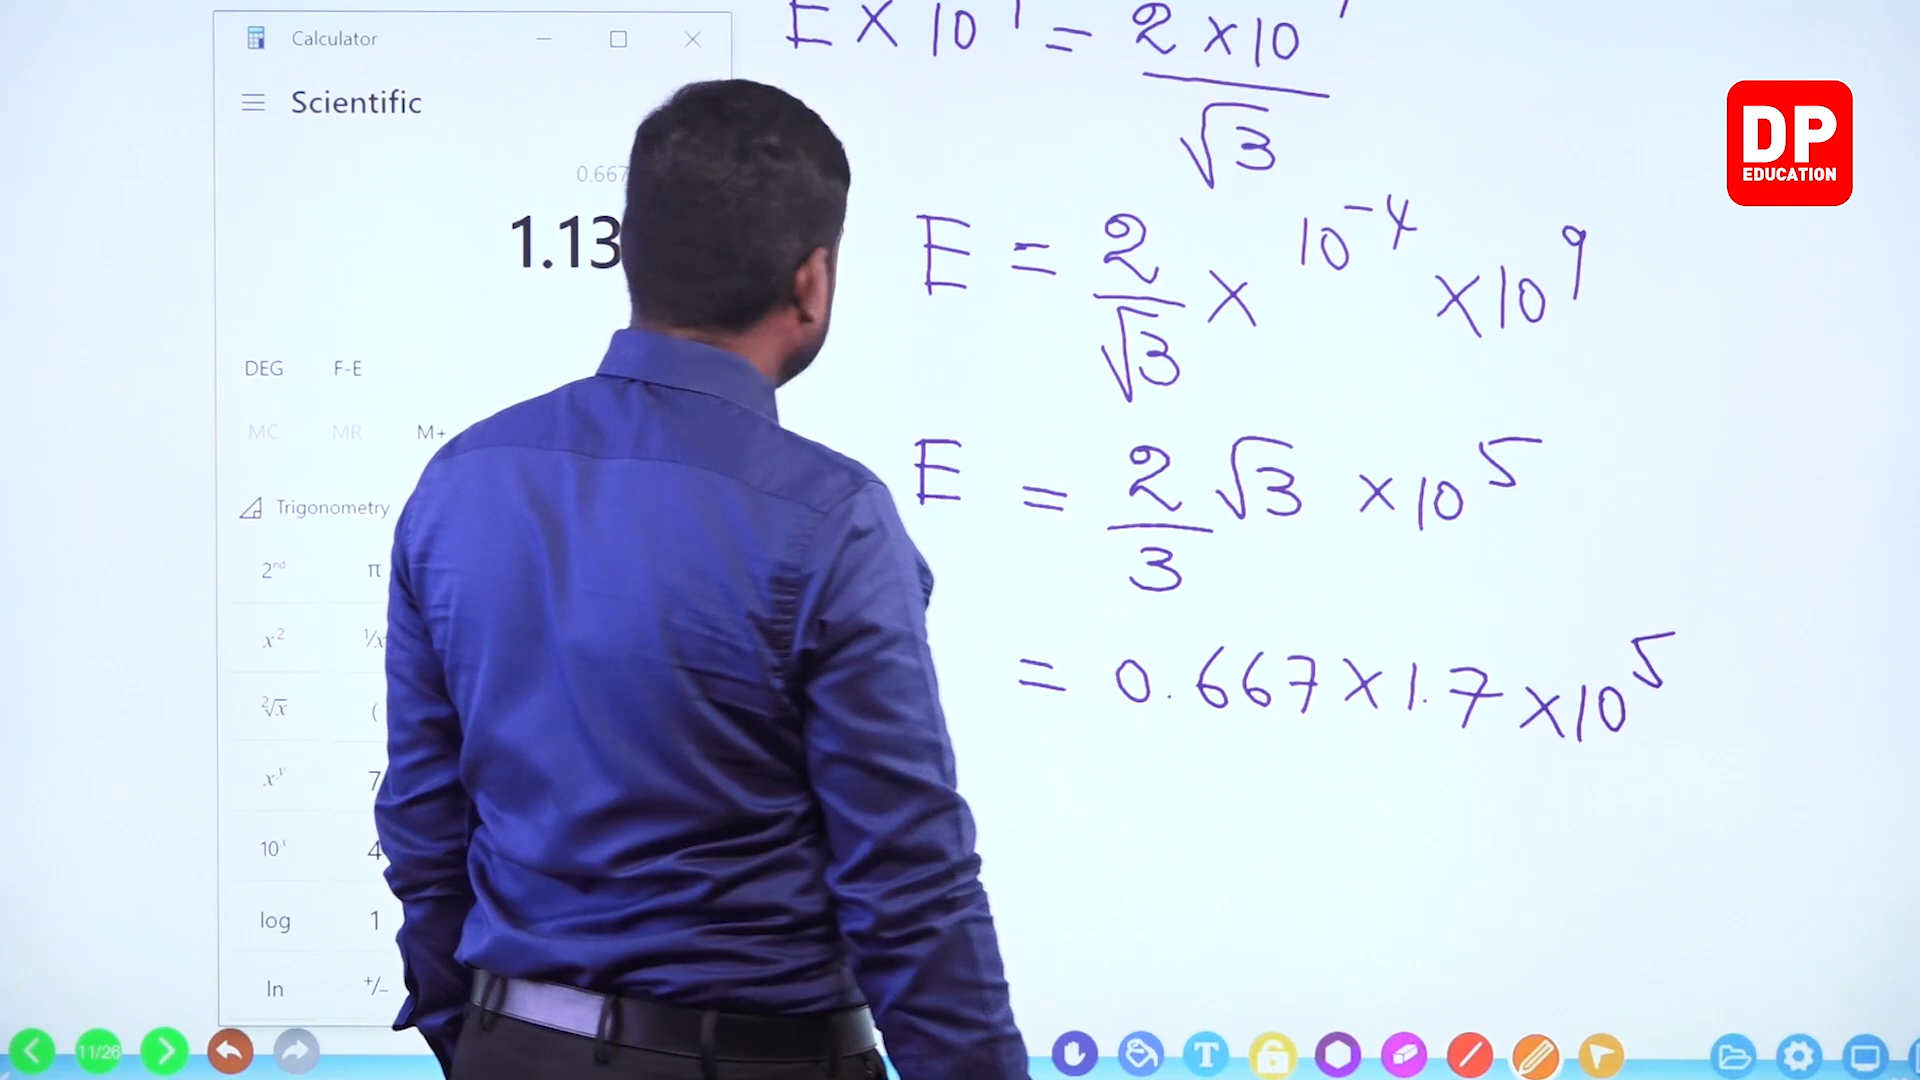 Calculator
Scientific
0.667
1.13
DEG F-E
MC MR M+
Trigonometry
2nd π
x² ¹/x
²√x (
xʸ 7
10ˣ 4
log 1
ln +/-
E × 10 = 2 × 10
√3
E = 2/√3 × 10⁻⁴ × 10⁹
E = 2/3 √3 × 10⁵
= 0.667 × 1.7 × 10⁵
DP
EDUCATION
11/26
T